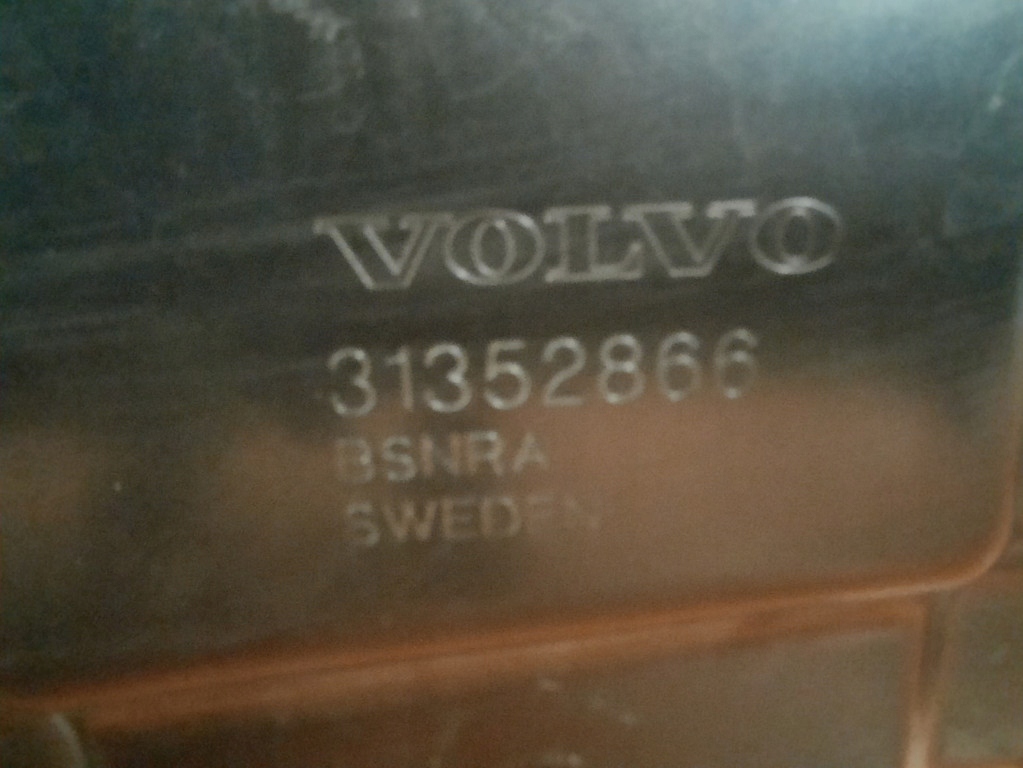 VOLVO
31352866
BSNRA
SWEDEN